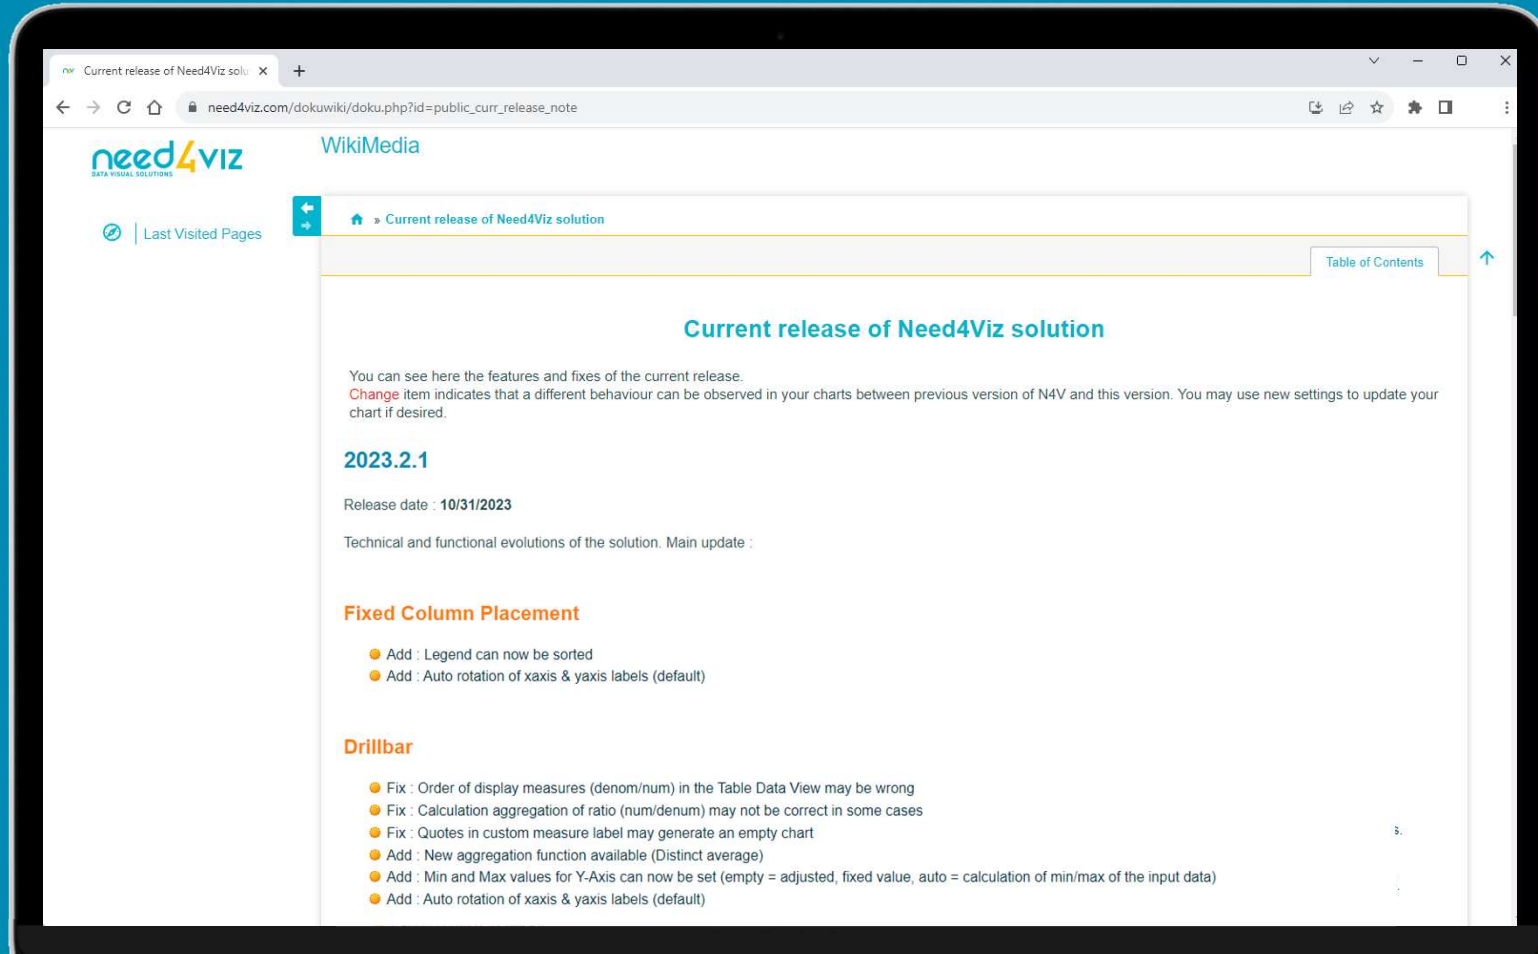 Current release of Need4Viz solu
need4viz.com/dokuwiki/doku.php?id=public_curr_release_note
need4viz
DATA VISUAL SOLUTIONS
WikiMedia
Last Visited Pages
» Current release of Need4Viz solution
Table of Contents
Current release of Need4Viz solution
You can see here the features and fixes of the current release.
Change item indicates that a different behaviour can be observed in your charts between previous version of N4V and this version. You may use new settings to update your
chart if desired.
2023.2.1
Release date : 10/31/2023
Technical and functional evolutions of the solution. Main update :
Fixed Column Placement
Add : Legend can now be sorted
Add : Auto rotation of xaxis & yaxis labels (default)
Drillbar
Fix : Order of display measures (denom/num) in the Table Data View may be wrong
Fix : Calculation aggregation of ratio (num/denum) may not be correct in some cases
Fix : Quotes in custom measure label may generate an empty chart
Add : New aggregation function available (Distinct average)
Add : Min and Max values for Y-Axis can now be set (empty = adjusted, fixed value, auto = calculation of min/max of the input data)
Add : Auto rotation of xaxis & yaxis labels (default)